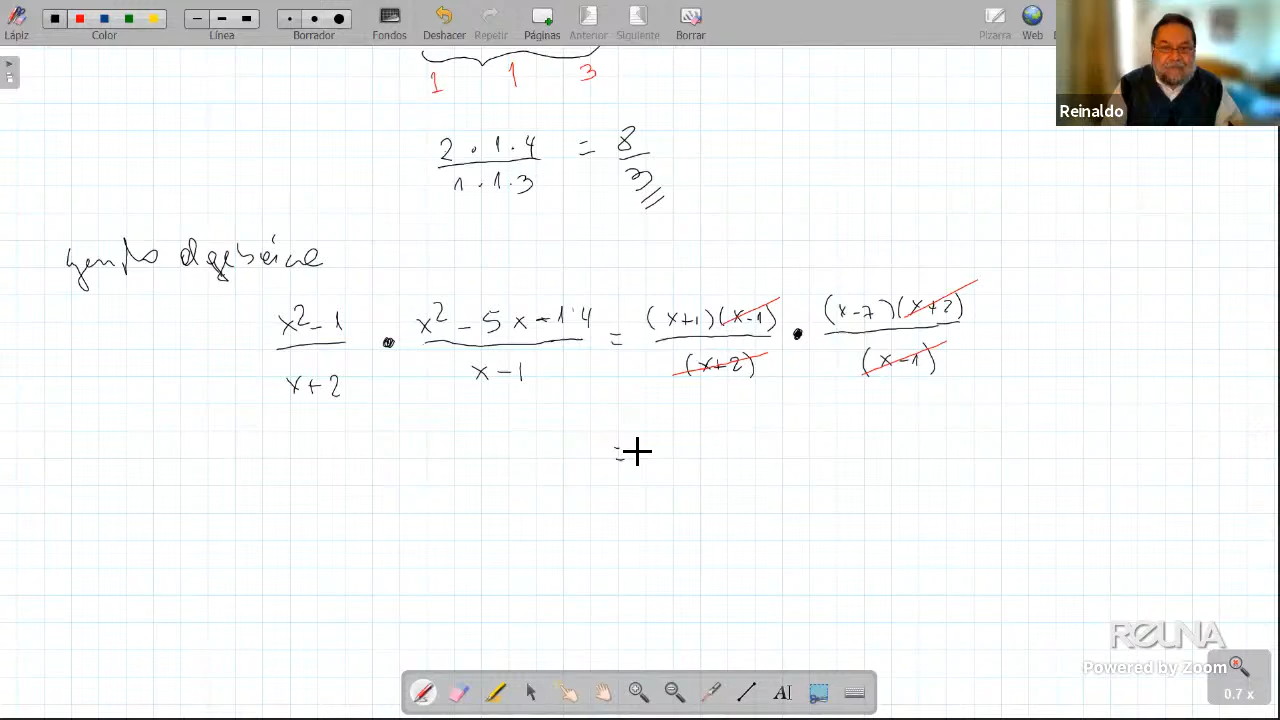 Lápiz Color Línea Borrador Fondos Deshacer Repetir Páginas Anterior Siguiente Borrar Pizarra Web
Reinaldo
1 1 3
2 · 1 · 4 = 8
1 · 1 · 3 3
x² - 1 · x² - 5x - 14 = (x+1)(x-1) · (x-7)(x+2)
x + 2 x - 1 (x+2) (x-1)
=
REUNA
Powered by Zoom
0.7 x